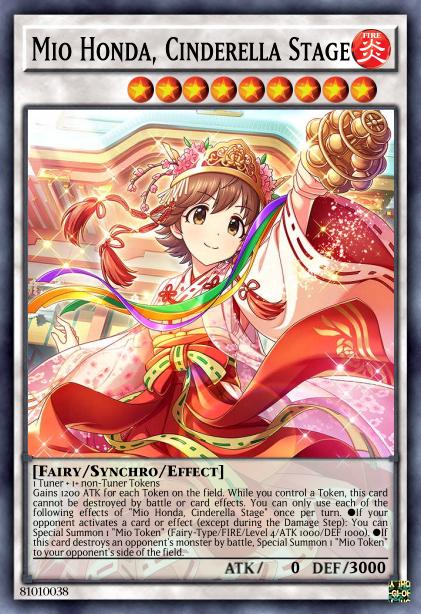 Mio Honda, Cinderella Stage
FIRE
炎
[Fairy/Synchro/Effect]
1 Tuner + 1+ non-Tuner Tokens
Gains 1200 ATK for each Token on the field. While you control a Token, this card
cannot be destroyed by battle or card effects. You can only use each of the
following effects of "Mio Honda, Cinderella Stage" once per turn. ●If your
opponent activates a card or effect (except during the Damage Step): You can
Special Summon 1 "Mio Token" (Fairy-Type/FIRE/Level 4/ATK 1000/DEF 1000). ●If
this card destroys an opponent's monster by battle, Special Summon 1 "Mio Token"
to your opponent's side of the field.
ATK/ 0 DEF/3000
81010038